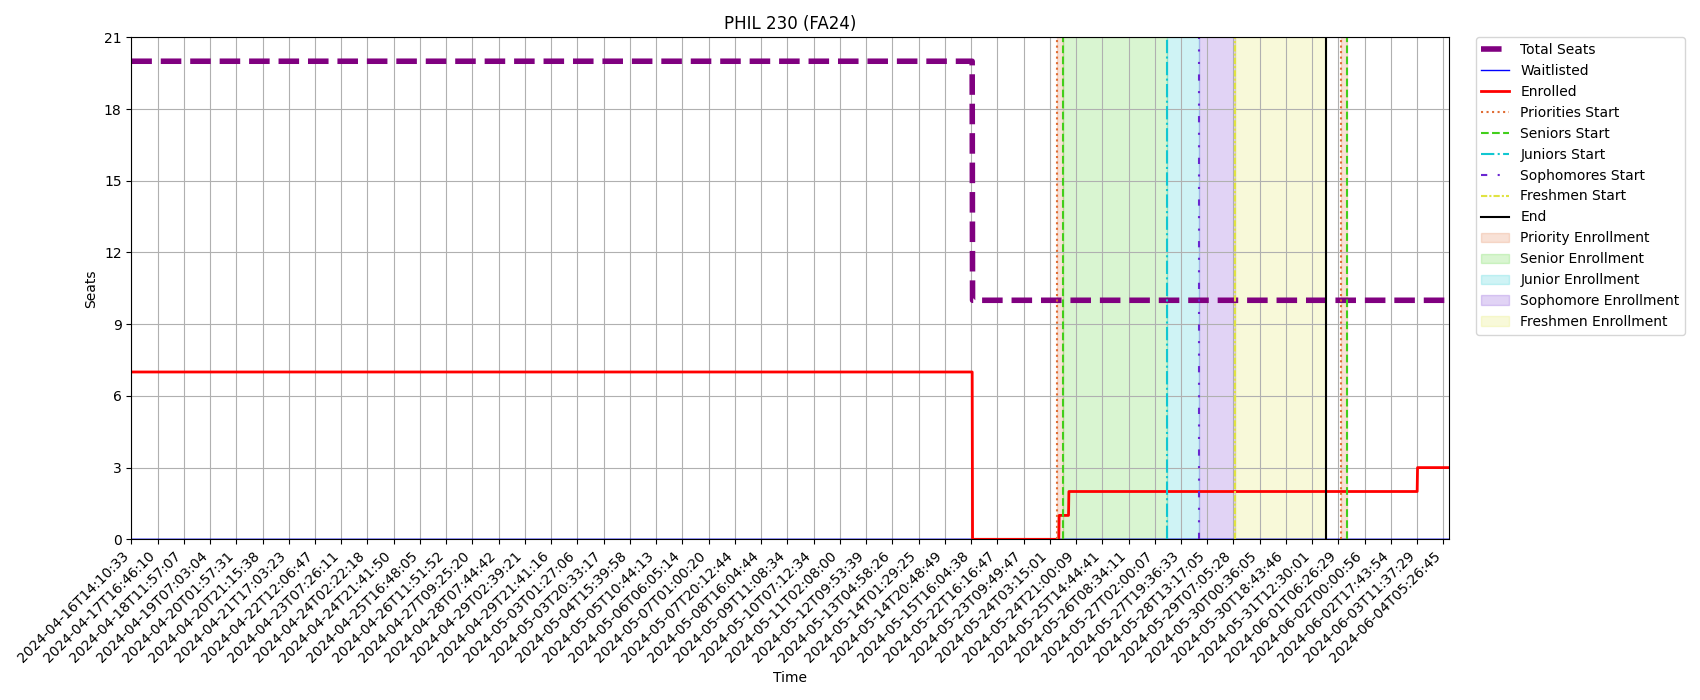 PHIL 230 (FA24)
Seats
21
18
15
12
9
6
3
0
2024-04-16T14:10:33
2024-04-17T16:46:10
2024-04-18T11:57:07
2024-04-19T07:03:04
2024-04-20T01:57:31
2024-04-20T21:15:38
2024-04-21T17:03:23
2024-04-22T12:06:47
2024-04-23T07:26:11
2024-04-24T02:22:18
2024-04-24T21:41:50
2024-04-25T16:48:05
2024-04-26T11:51:52
2024-04-27T09:25:20
2024-04-28T07:44:42
2024-04-29T02:39:21
2024-04-29T21:41:16
2024-05-03T01:27:06
2024-05-03T20:33:17
2024-05-04T15:39:58
2024-05-05T10:44:13
2024-05-06T06:05:14
2024-05-07T01:00:20
2024-05-07T20:12:44
2024-05-08T16:04:44
2024-05-09T11:08:34
2024-05-10T07:12:34
2024-05-11T02:08:00
2024-05-12T09:53:39
2024-05-13T04:58:26
2024-05-14T01:29:25
2024-05-14T20:48:49
2024-05-15T16:04:38
2024-05-22T16:16:47
2024-05-23T09:49:47
2024-05-24T03:15:01
2024-05-24T21:00:09
2024-05-25T14:44:41
2024-05-26T08:34:11
2024-05-27T02:00:07
2024-05-27T19:36:33
2024-05-28T13:17:05
2024-05-29T07:05:28
2024-05-30T00:36:05
2024-05-30T18:43:46
2024-05-31T12:30:01
2024-06-01T06:26:29
2024-06-02T00:00:56
2024-06-02T17:43:54
2024-06-03T11:37:29
2024-06-04T05:26:45
Time
Total Seats
Waitlisted
Enrolled
Priorities Start
Seniors Start
Juniors Start
Sophomores Start
Freshmen Start
End
Priority Enrollment
Senior Enrollment
Junior Enrollment
Sophomore Enrollment
Freshmen Enrollment